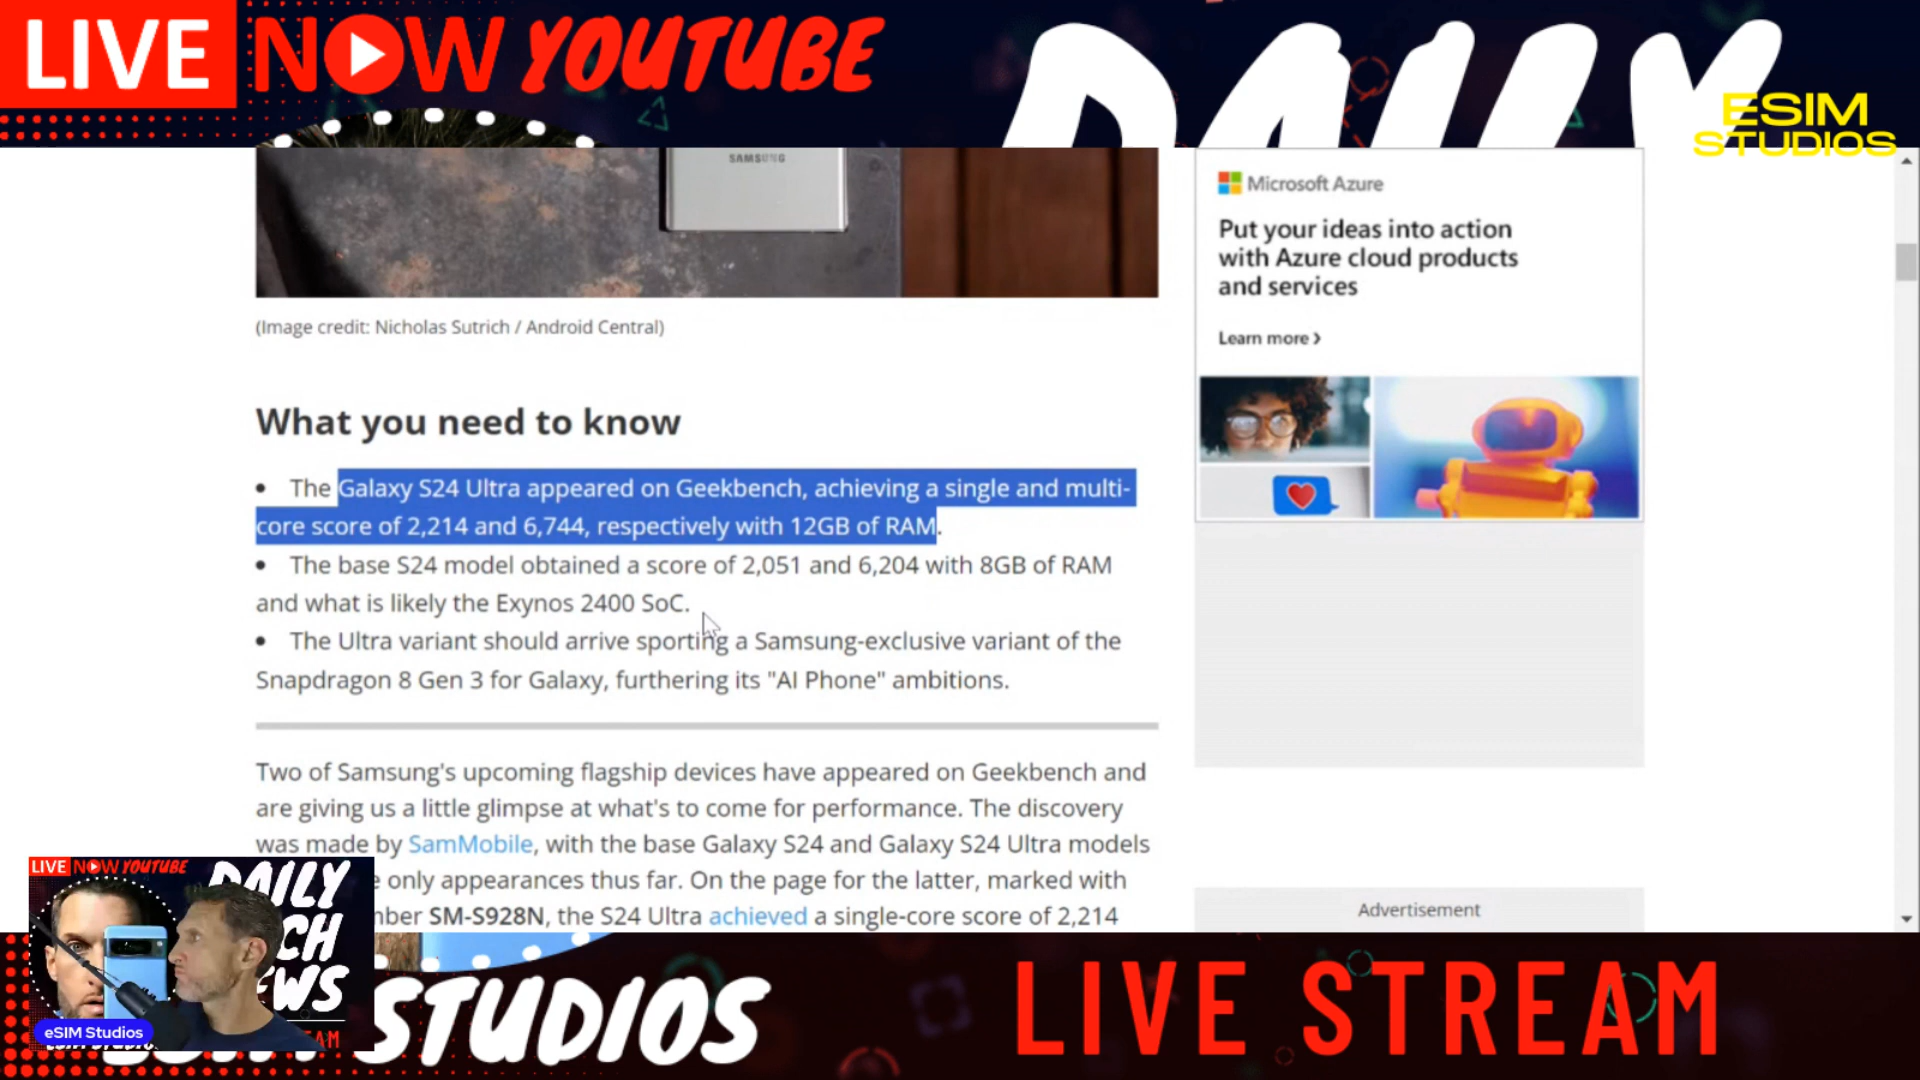 LIVE NOW YOUTUBE
DAILY
ESIM
STUDIOS
SAMSUNG
(Image credit: Nicholas Sutrich / Android Central)
What you need to know
• The Galaxy S24 Ultra appeared on Geekbench, achieving a single and multi-
core score of 2,214 and 6,744, respectively with 12GB of RAM.
• The base S24 model obtained a score of 2,051 and 6,204 with 8GB of RAM
and what is likely the Exynos 2400 SoC.
• The Ultra variant should arrive sporting a Samsung-exclusive variant of the
Snapdragon 8 Gen 3 for Galaxy, furthering its "AI Phone" ambitions.
Two of Samsung's upcoming flagship devices have appeared on Geekbench and
are giving us a little glimpse at what's to come for performance. The discovery
was made by SamMobile, with the base Galaxy S24 and Galaxy S24 Ultra models
only appearances thus far. On the page for the latter, marked with
SM-S928N, the S24 Ultra achieved a single-core score of 2,214
Microsoft Azure
Put your ideas into action
with Azure cloud products
and services
Learn more ›
Advertisement
LIVE NOW YOUTUBE
DAILY
eSIM Studios
STUDIOS
LIVE STREAM